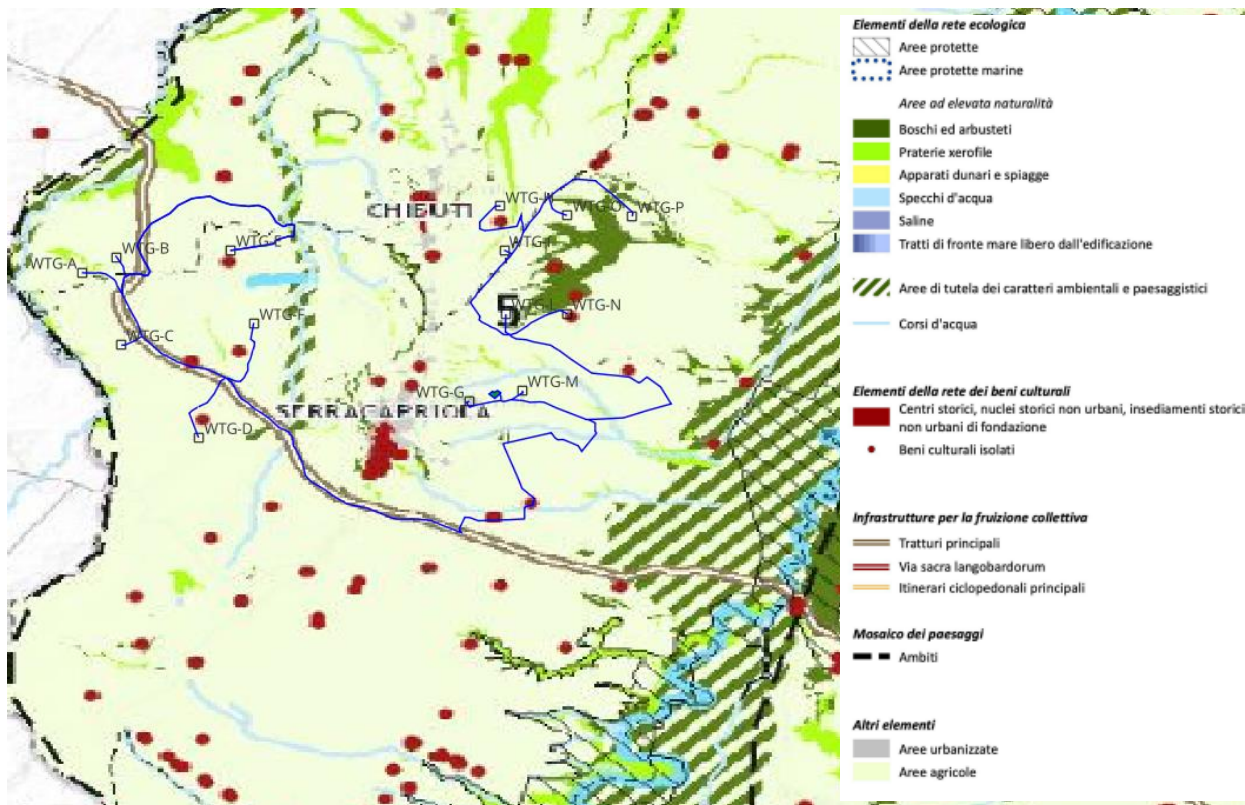 WTG-N
WTG-O
WTG-P
CHIEUTI
WTG-B
WTG-E
WTG-I
WTG-A
5
WTG-L
WTG-N
WTG-F
WTG-C
WTG-G
WTG-M
SERRACAPRIOLA
WTG-D
Elementi della rete ecologica
Aree protette
Aree protette marine
Aree ad elevata naturalità
Boschi ed arbusteti
Praterie xerofile
Apparati dunari e spiagge
Specchi d'acqua
Saline
Tratti di fronte mare libero dall'edificazione
Aree di tutela dei caratteri ambientali e paesaggistici
Corsi d'acqua
Elementi della rete dei beni culturali
Centri storici, nuclei storici non urbani, insediamenti storici
non urbani di fondazione
Beni culturali isolati
Infrastrutture per la fruizione collettiva
Tratturi principali
Via sacra langobardorum
Itinerari ciclopedonali principali
Mosaico dei paesaggi
Ambiti
Altri elementi
Aree urbanizzate
Aree agricole